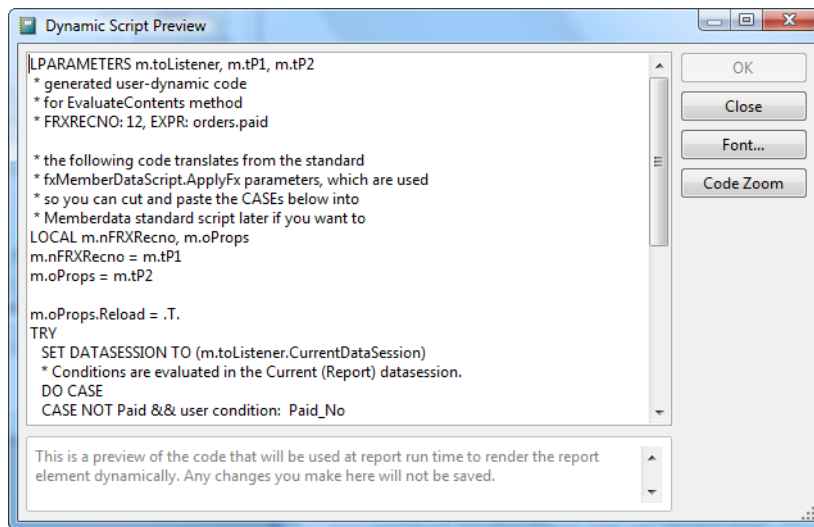 Dynamic Script Preview
LPARAMETERS m.toListener, m.tP1, m.tP2
* generated user-dynamic code
* for EvaluateContents method
* FRXRECNO: 12, EXPR: orders.paid
* the following code translates from the standard
* fxMemberDataScript.ApplyFx parameters, which are used
* so you can cut and paste the CASEs below into
* Memberdata standard script later if you want to
LOCAL m.nFRXRecno, m.oProps
m.nFRXRecno = m.tP1
m.oProps = m.tP2
m.oProps.Reload = .T.
TRY
SET DATASESSION TO (m.toListener.CurrentDataSession)
* Conditions are evaluated in the Current (Report) datasession.
DO CASE
CASE NOT Paid && user condition: Paid_No
OK
Close
Font...
Code Zoom
This is a preview of the code that will be used at report run time to render the report
element dynamically. Any changes you make here will not be saved.